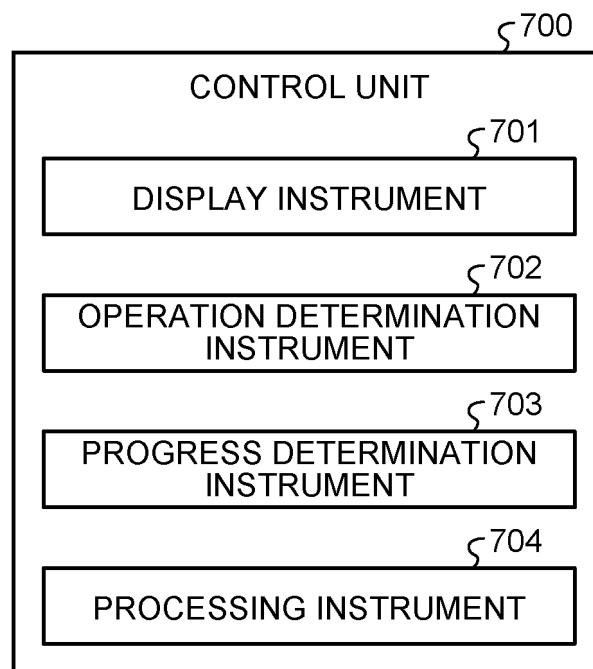 700
CONTROL UNIT
701
DISPLAY INSTRUMENT
702
OPERATION DETERMINATION
INSTRUMENT
703
PROGRESS DETERMINATION
INSTRUMENT
704
PROCESSING INSTRUMENT